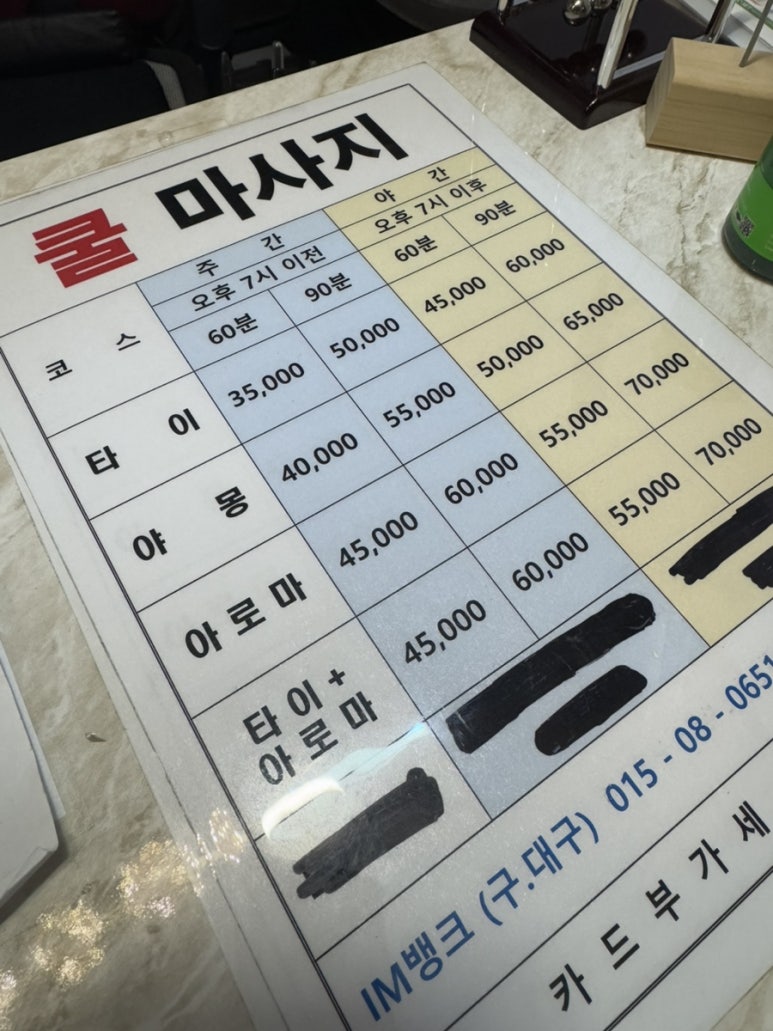 쿨 마사지
코 스 주 간 야 간
오후 7시 이전 오후 7시 이후
60분 90분 60분 90분
타 이 35,000 50,000 45,000 60,000
야 몽 40,000 55,000 50,000 65,000
아 로 마 45,000 60,000 55,000 70,000
타 이 + 아 로 마 45,000 60,000 55,000 70,000
IM뱅크 (구.대구) 015 - 08 - 0651
카 드 부 가 세